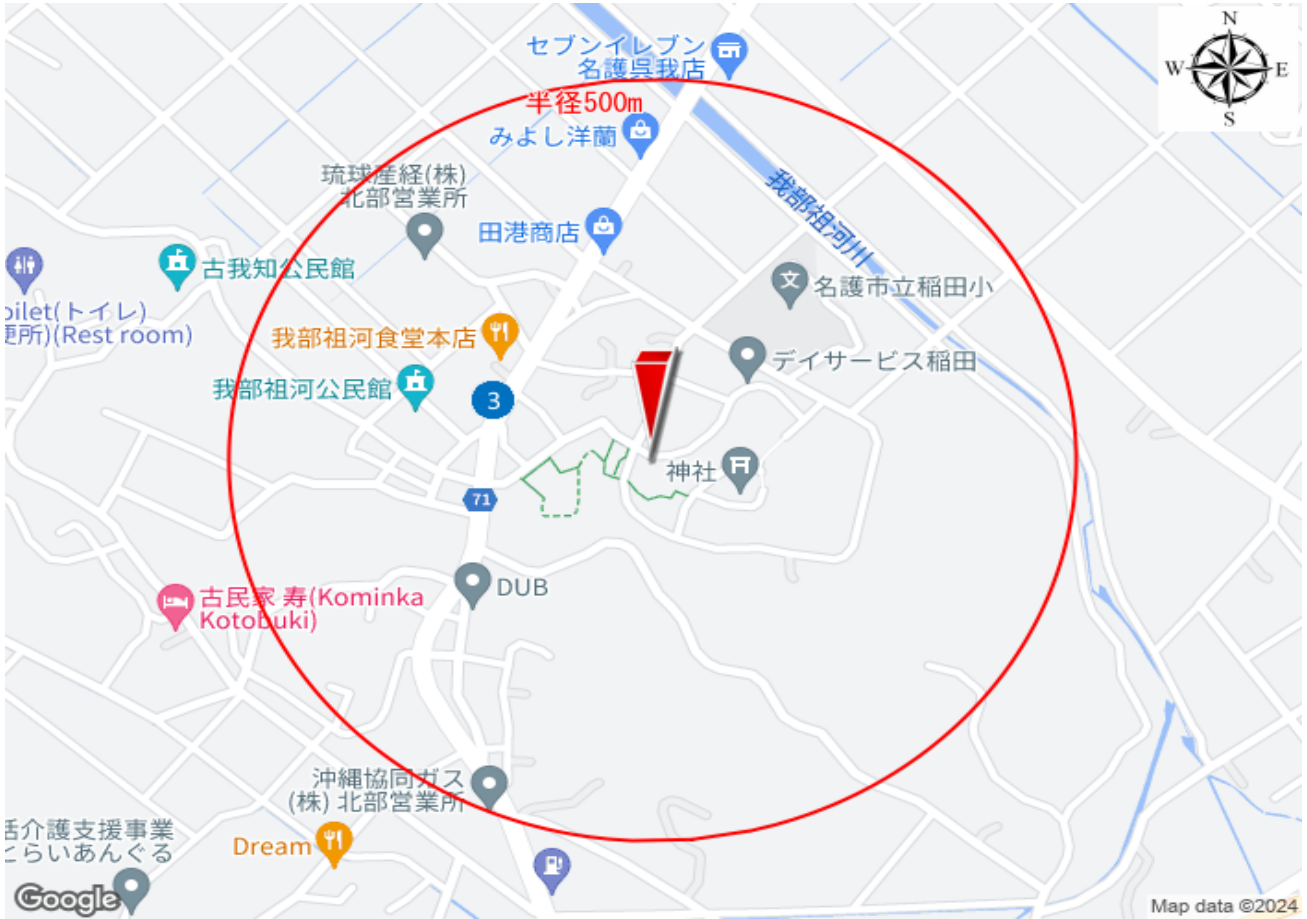 N
W
E
S
セブンイレブン
名護呉我店
半径500m
みよし洋蘭
琉球産経(株)
北部営業所
我部祖河川
田港商店
古我知公民館
名護市立稲田小
oilet(トイレ)
便所)(Rest room)
我部祖河食堂本店
デイサービス稲田
我部祖河公民館
3
神社
71
DUB
古民家 寿(Kominka
Kotobuki)
沖縄協同ガス
(株) 北部営業所
括介護支援事業
とらいあんぐる
Dream
Google
Map data ©2024